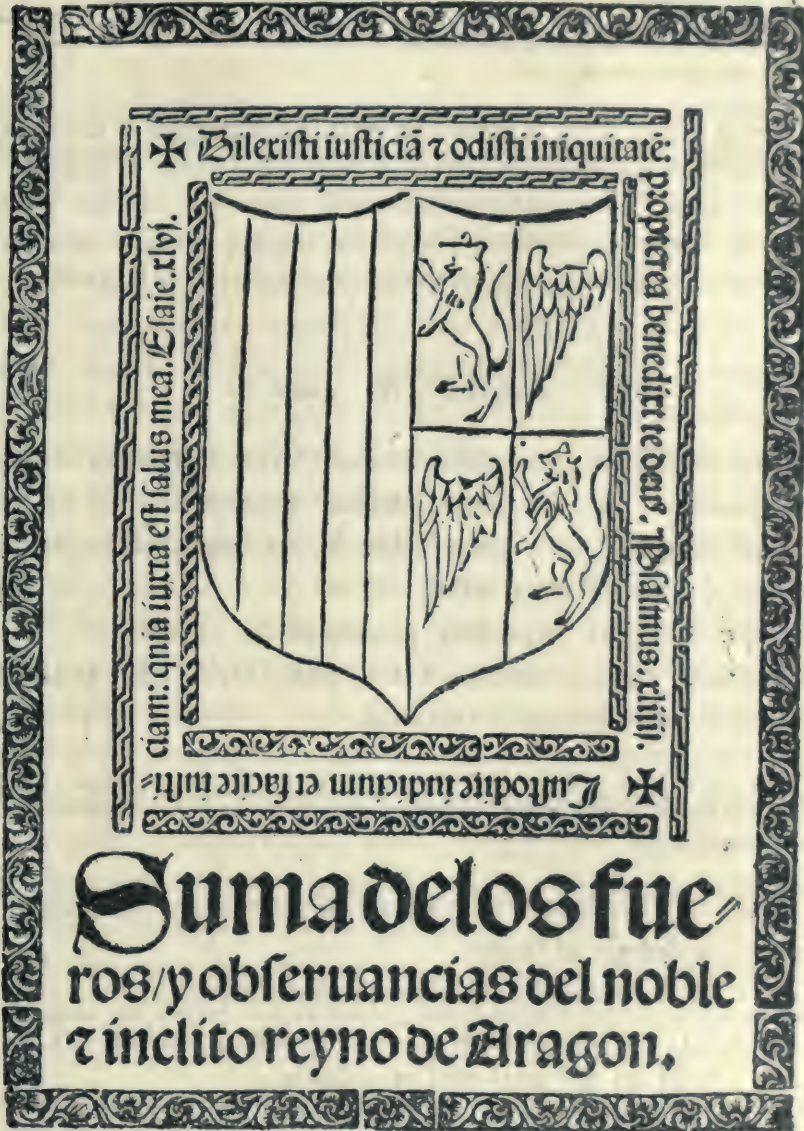 ✠ Dilexisti iusticiā ⁊ odisti iniquitatē:
propterea benedixit te deus. Psalmus. xliiij.
✠ Custodite iudicium et facite iusti-
ciam: quia iuxta est salus mea. Esaie. xlvj.
Suma delos fue-
ros/y obseruancias del noble
⁊ inclito reyno de Aragon.